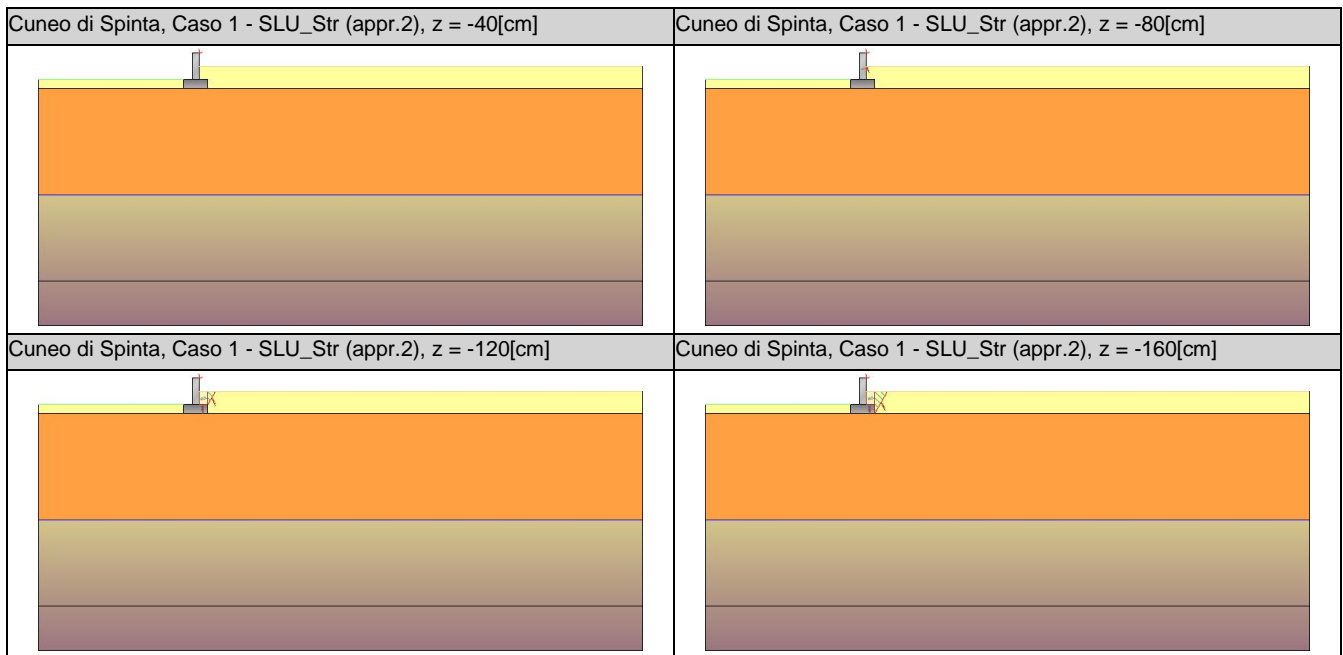 Cuneo di Spinta, Caso 1 - SLU_Str (appr.2), z = -40[cm]
Cuneo di Spinta, Caso 1 - SLU_Str (appr.2), z = -80[cm]
Cuneo di Spinta, Caso 1 - SLU_Str (appr.2), z = -120[cm]
Cuneo di Spinta, Caso 1 - SLU_Str (appr.2), z = -160[cm]